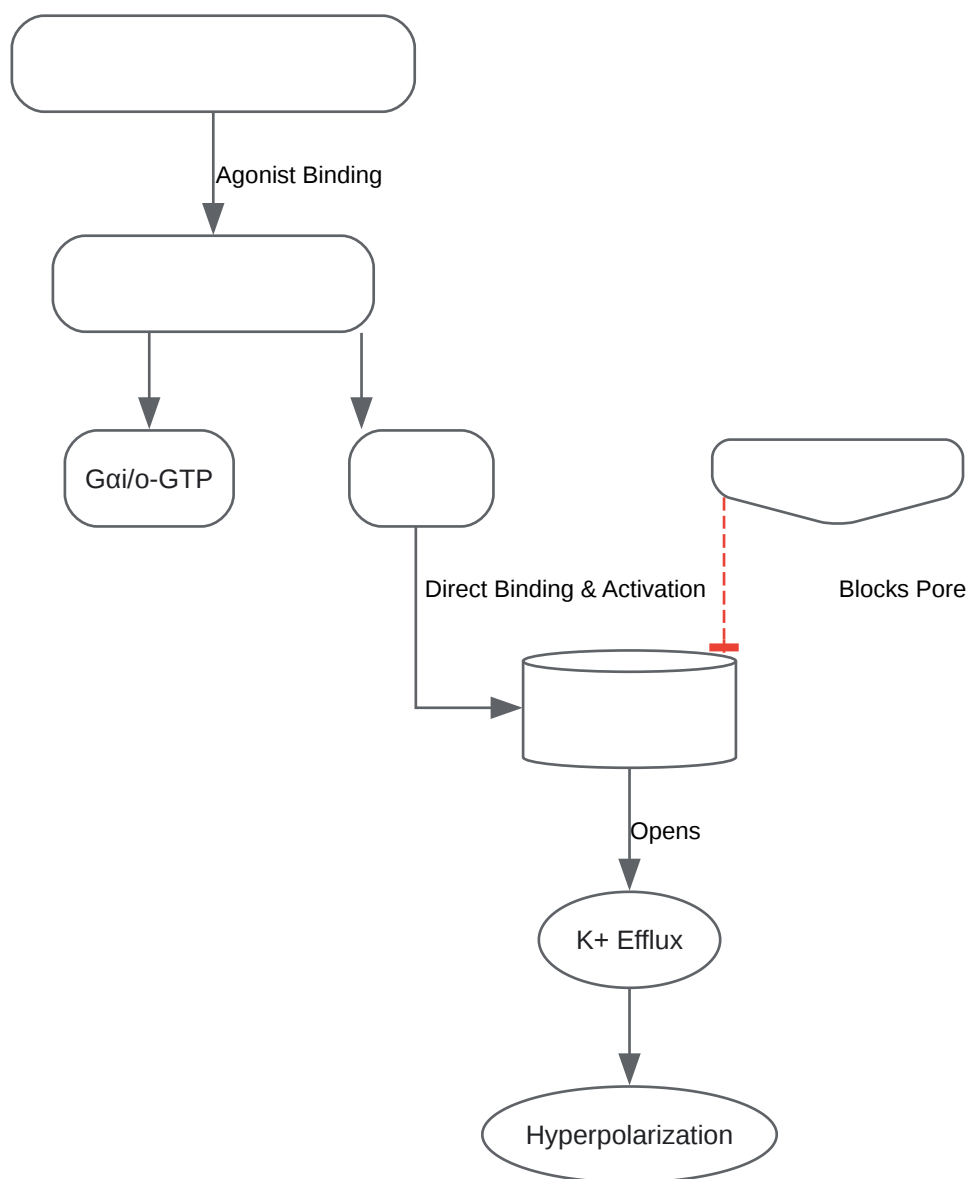 Agonist Binding
Gαi/o-GTP
Direct Binding & Activation
Blocks Pore
Opens
K+ Efflux
Hyperpolarization